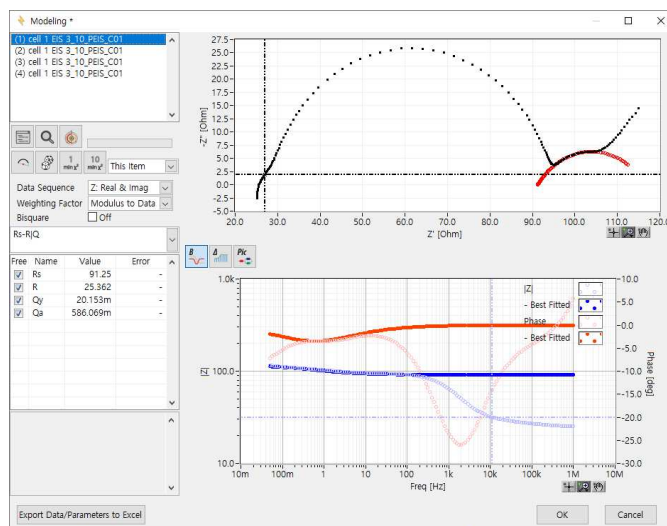 Modeling *
(1) cell 1 EIS 3_10_PEIS_C01
(2) cell 1 EIS 3_10_PEIS_C01
(3) cell 1 EIS 3_10_PEIS_C01
(4) cell 1 EIS 3_10_PEIS_C01
1 min χ²
10 min χ²
This Item
Data Sequence Z: Real & Imag
Weighting Factor Modulus to Data
Bisquare Off
Rs-R|Q
Free Name Value Error
Rs 91.25 -
R 25.362 -
Qy 20.153m -
Qa 586.069m -
Export Data/Parameters to Excel
-Z" [Ohm]
27.5
25.0
22.5
20.0
17.5
15.0
12.5
10.0
7.5
5.0
2.5
0.0
-2.5
-5.0
20.0 30.0 40.0 50.0 60.0 70.0 80.0 90.0 100.0 110.0 120.0
Z' [Ohm]
B
Δ
Pic
|Z|
1.0k
100.0
10.0
|Z|
- Best Fitted
Phase
- Best Fitted
10.0
5.0
0.0
-5.0
-10.0
-15.0
-20.0
-25.0
-30.0
Phase [deg]
10m 100m 1 10 100 1k 10k 100k 1M 10M
Freq [Hz]
OK Cancel